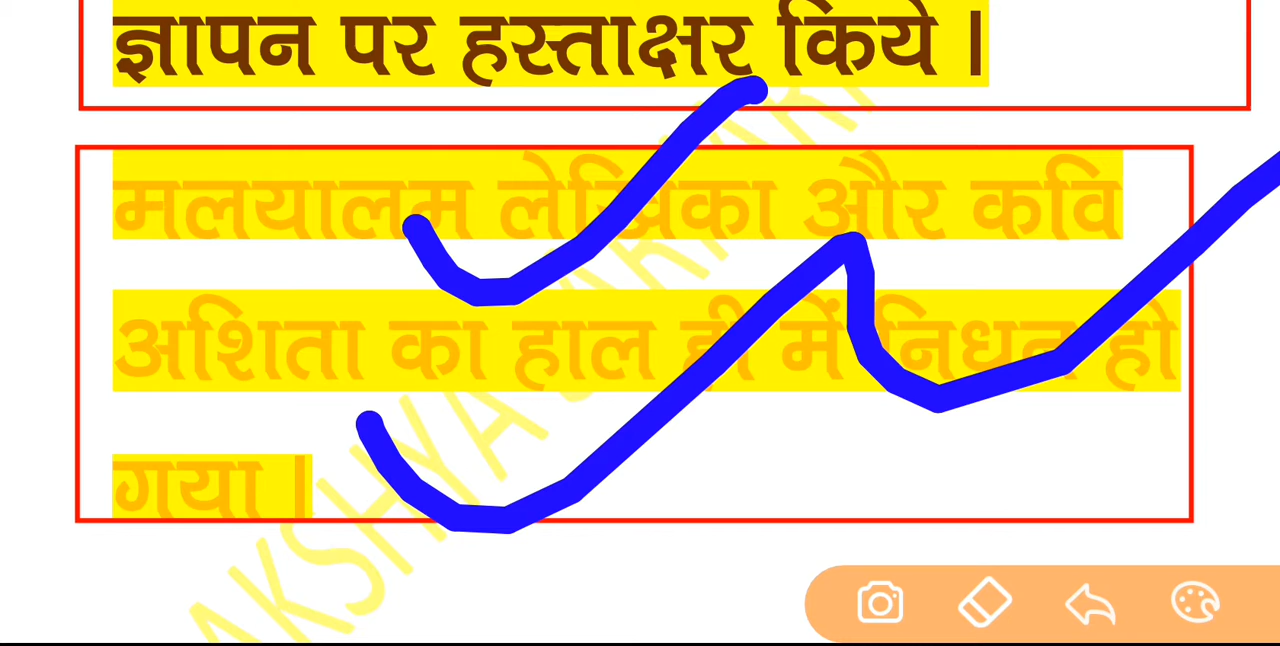 ज्ञापन पर हस्ताक्षर किये ।
मलयालम लेखिका और कवि
अशिता का हाल ही में निधन हो
गया ।